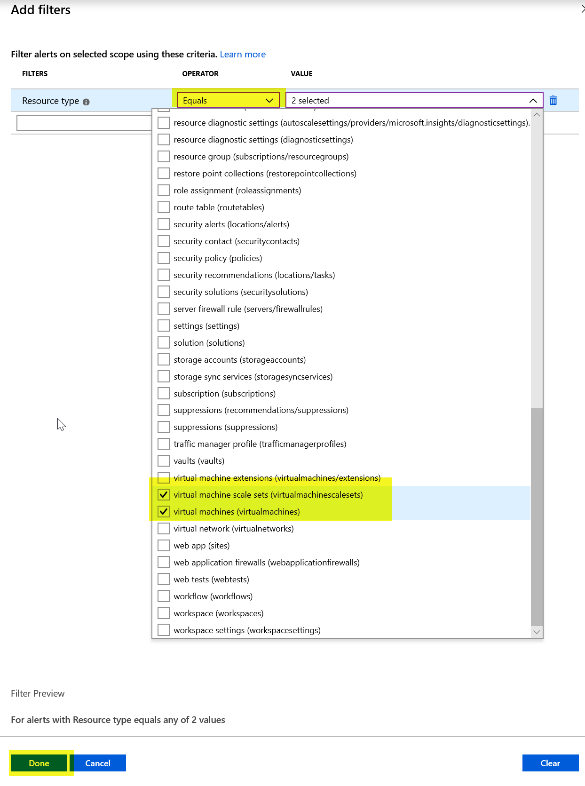 Add filters
Filter alerts on selected scope using these criteria. Learn more
FILTERS OPERATOR VALUE
Resource type Equals 2 selected
resource diagnostic settings (autoscalesettings/providers/microsoft.insights/diagnosticsettings).
resource diagnostic settings (diagnosticsettings)
resource group (subscriptions/resourcegroups)
restore point collections (restorepointcollections)
role assignment (roleassignments)
route table (routetables)
security alerts (locations/alerts)
security contact (securitycontacts)
security policy (policies)
security recommendations (locations/tasks)
security solutions (securitysolutions)
server firewall rule (servers/firewallrules)
settings (settings)
solution (solutions)
storage accounts (storageaccounts)
storage sync services (storagesyncservices)
subscription (subscriptions)
suppressions (recommendations/suppressions)
suppressions (suppressions)
traffic manager profile (trafficmanagerprofiles)
vaults (vaults)
virtual machine extensions (virtualmachines/extensions)
virtual machine scale sets (virtualmachinescalesets)
virtual machines (virtualmachines)
virtual network (virtualnetworks)
web app (sites)
web application firewalls (webapplicationfirewalls)
web tests (webtests)
workflow (workflows)
workspace (workspaces)
workspace settings (workspacesettings)
Filter Preview
For alerts with Resource type equals any of 2 values
Done Cancel Clear